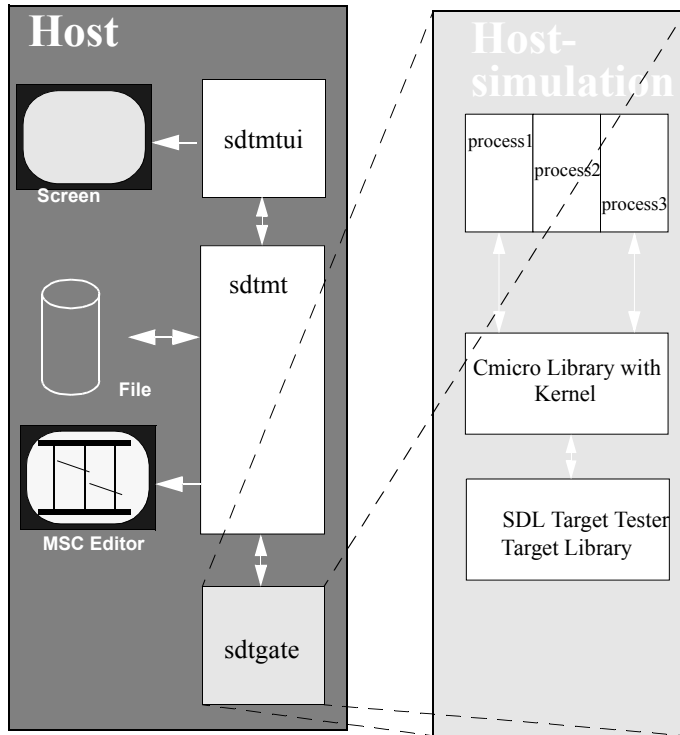 Host
sdtmtui
Screen
sdtmt
File
MSC Editor
sdtgate
Host-
simulation
process1
process2
process3
Cmicro Library with
Kernel
SDL Target Tester
Target Library